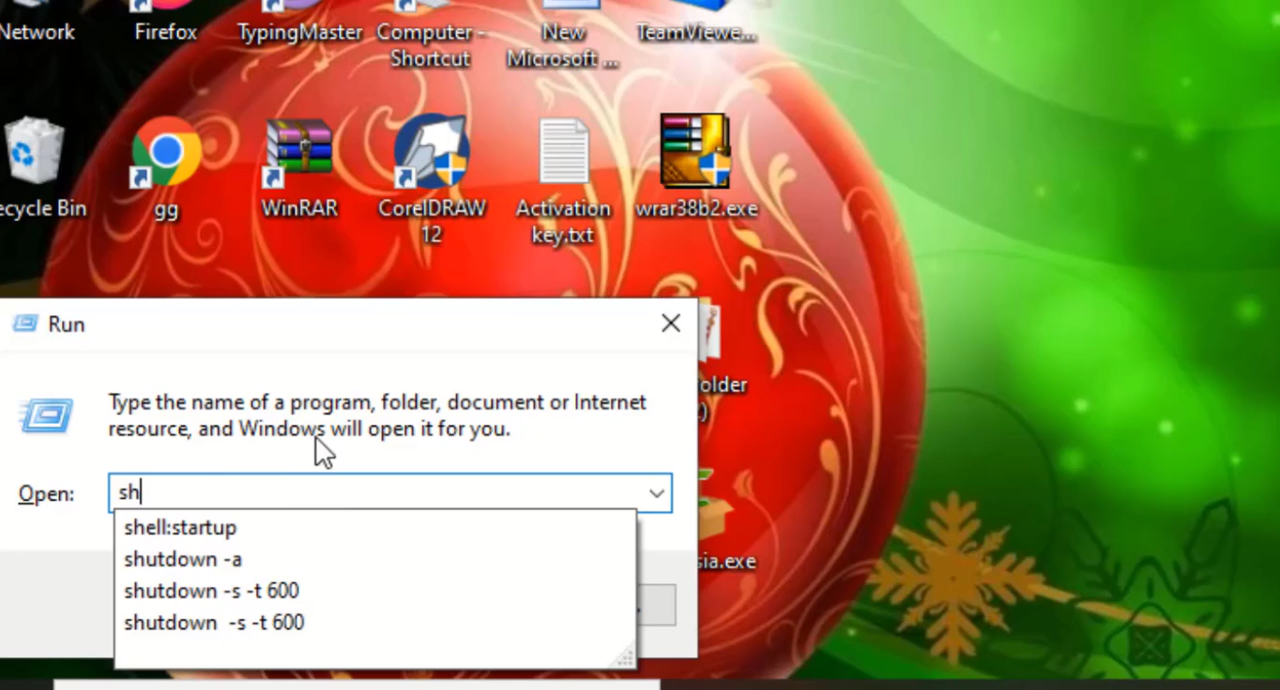 Network
Firefox
TypingMaster
Computer -
Shortcut
New
Microsoft ...
TeamViewe...
ecycle Bin
gg
WinRAR
CorelDRAW
12
Activation
key.txt
wrar38b2.exe
Run
older
Type the name of a program, folder, document or Internet
resource, and Windows will open it for you.
Open:
sh
shell:startup
shutdown -a
shutdown -s -t 600
shutdown  -s -t 600
sia.exe